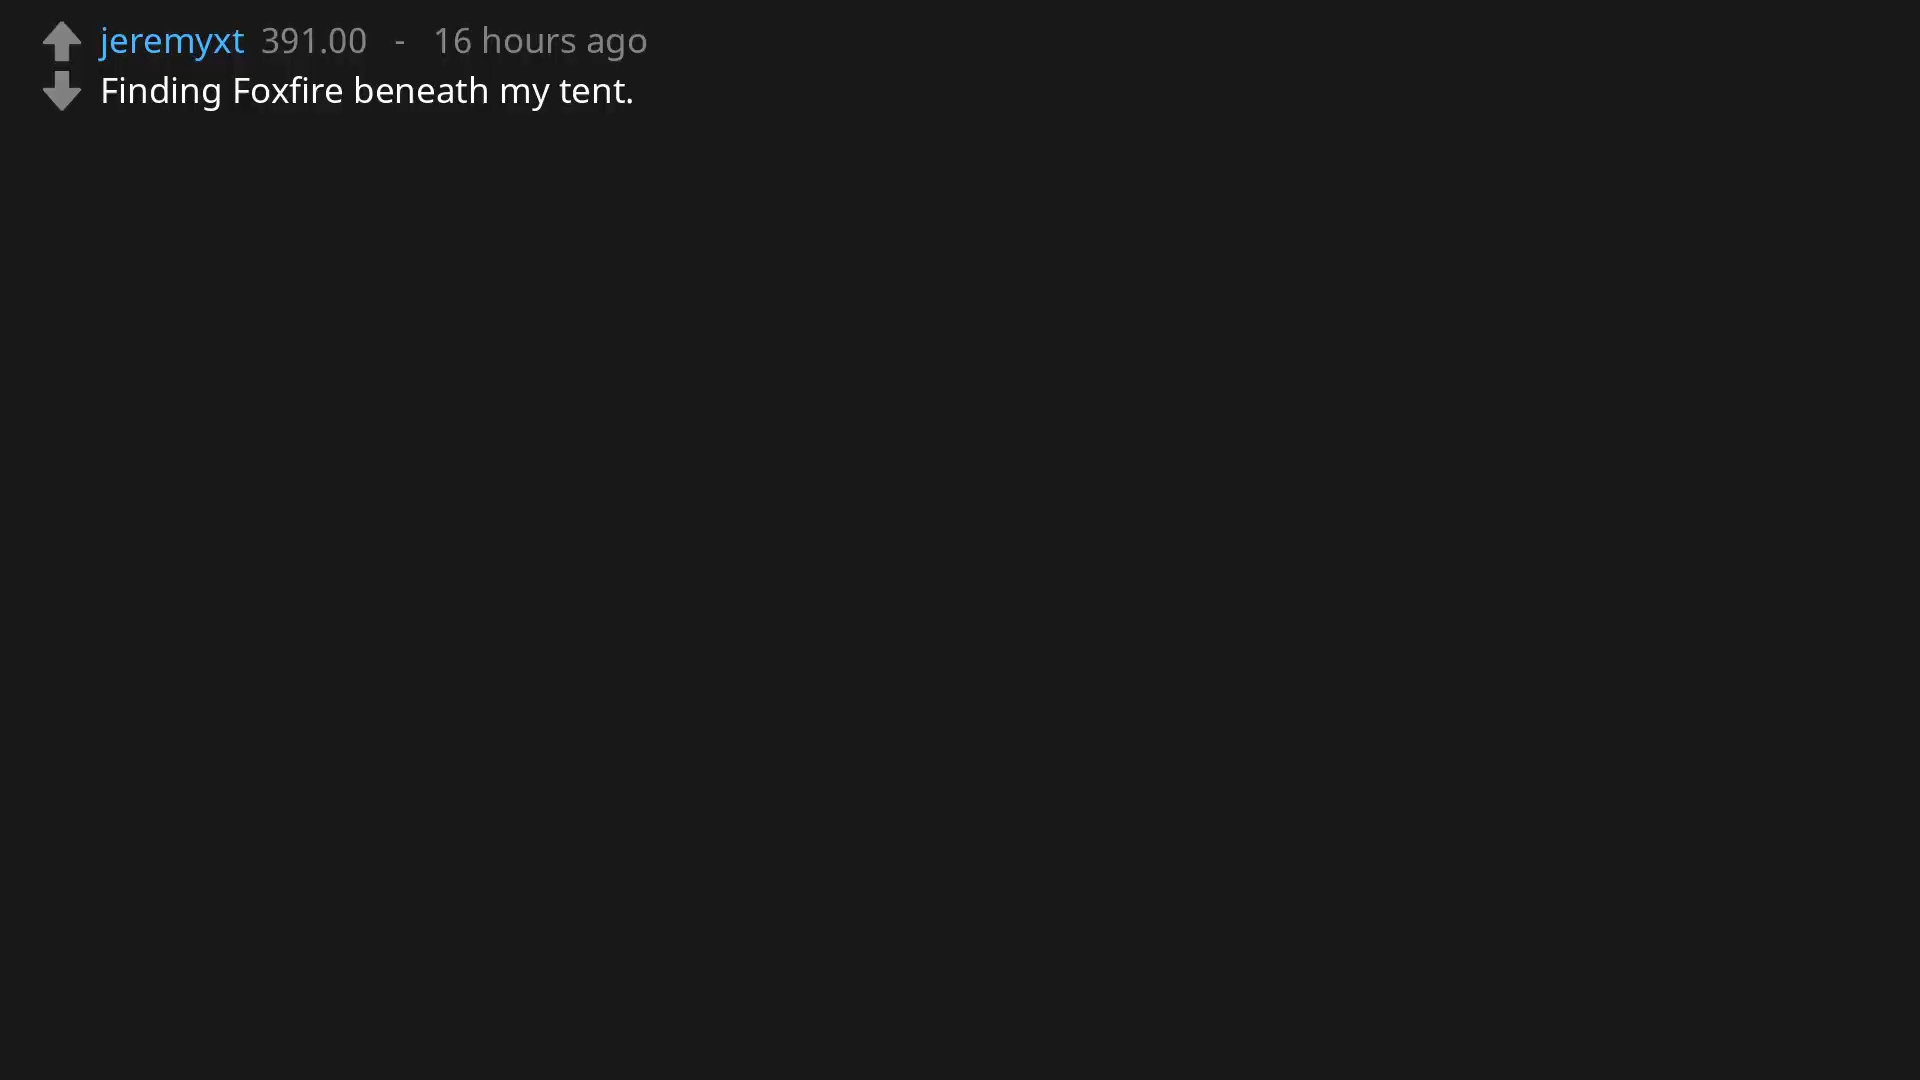 jeremyxt 391.00 - 16 hours ago
Finding Foxfire beneath my tent.